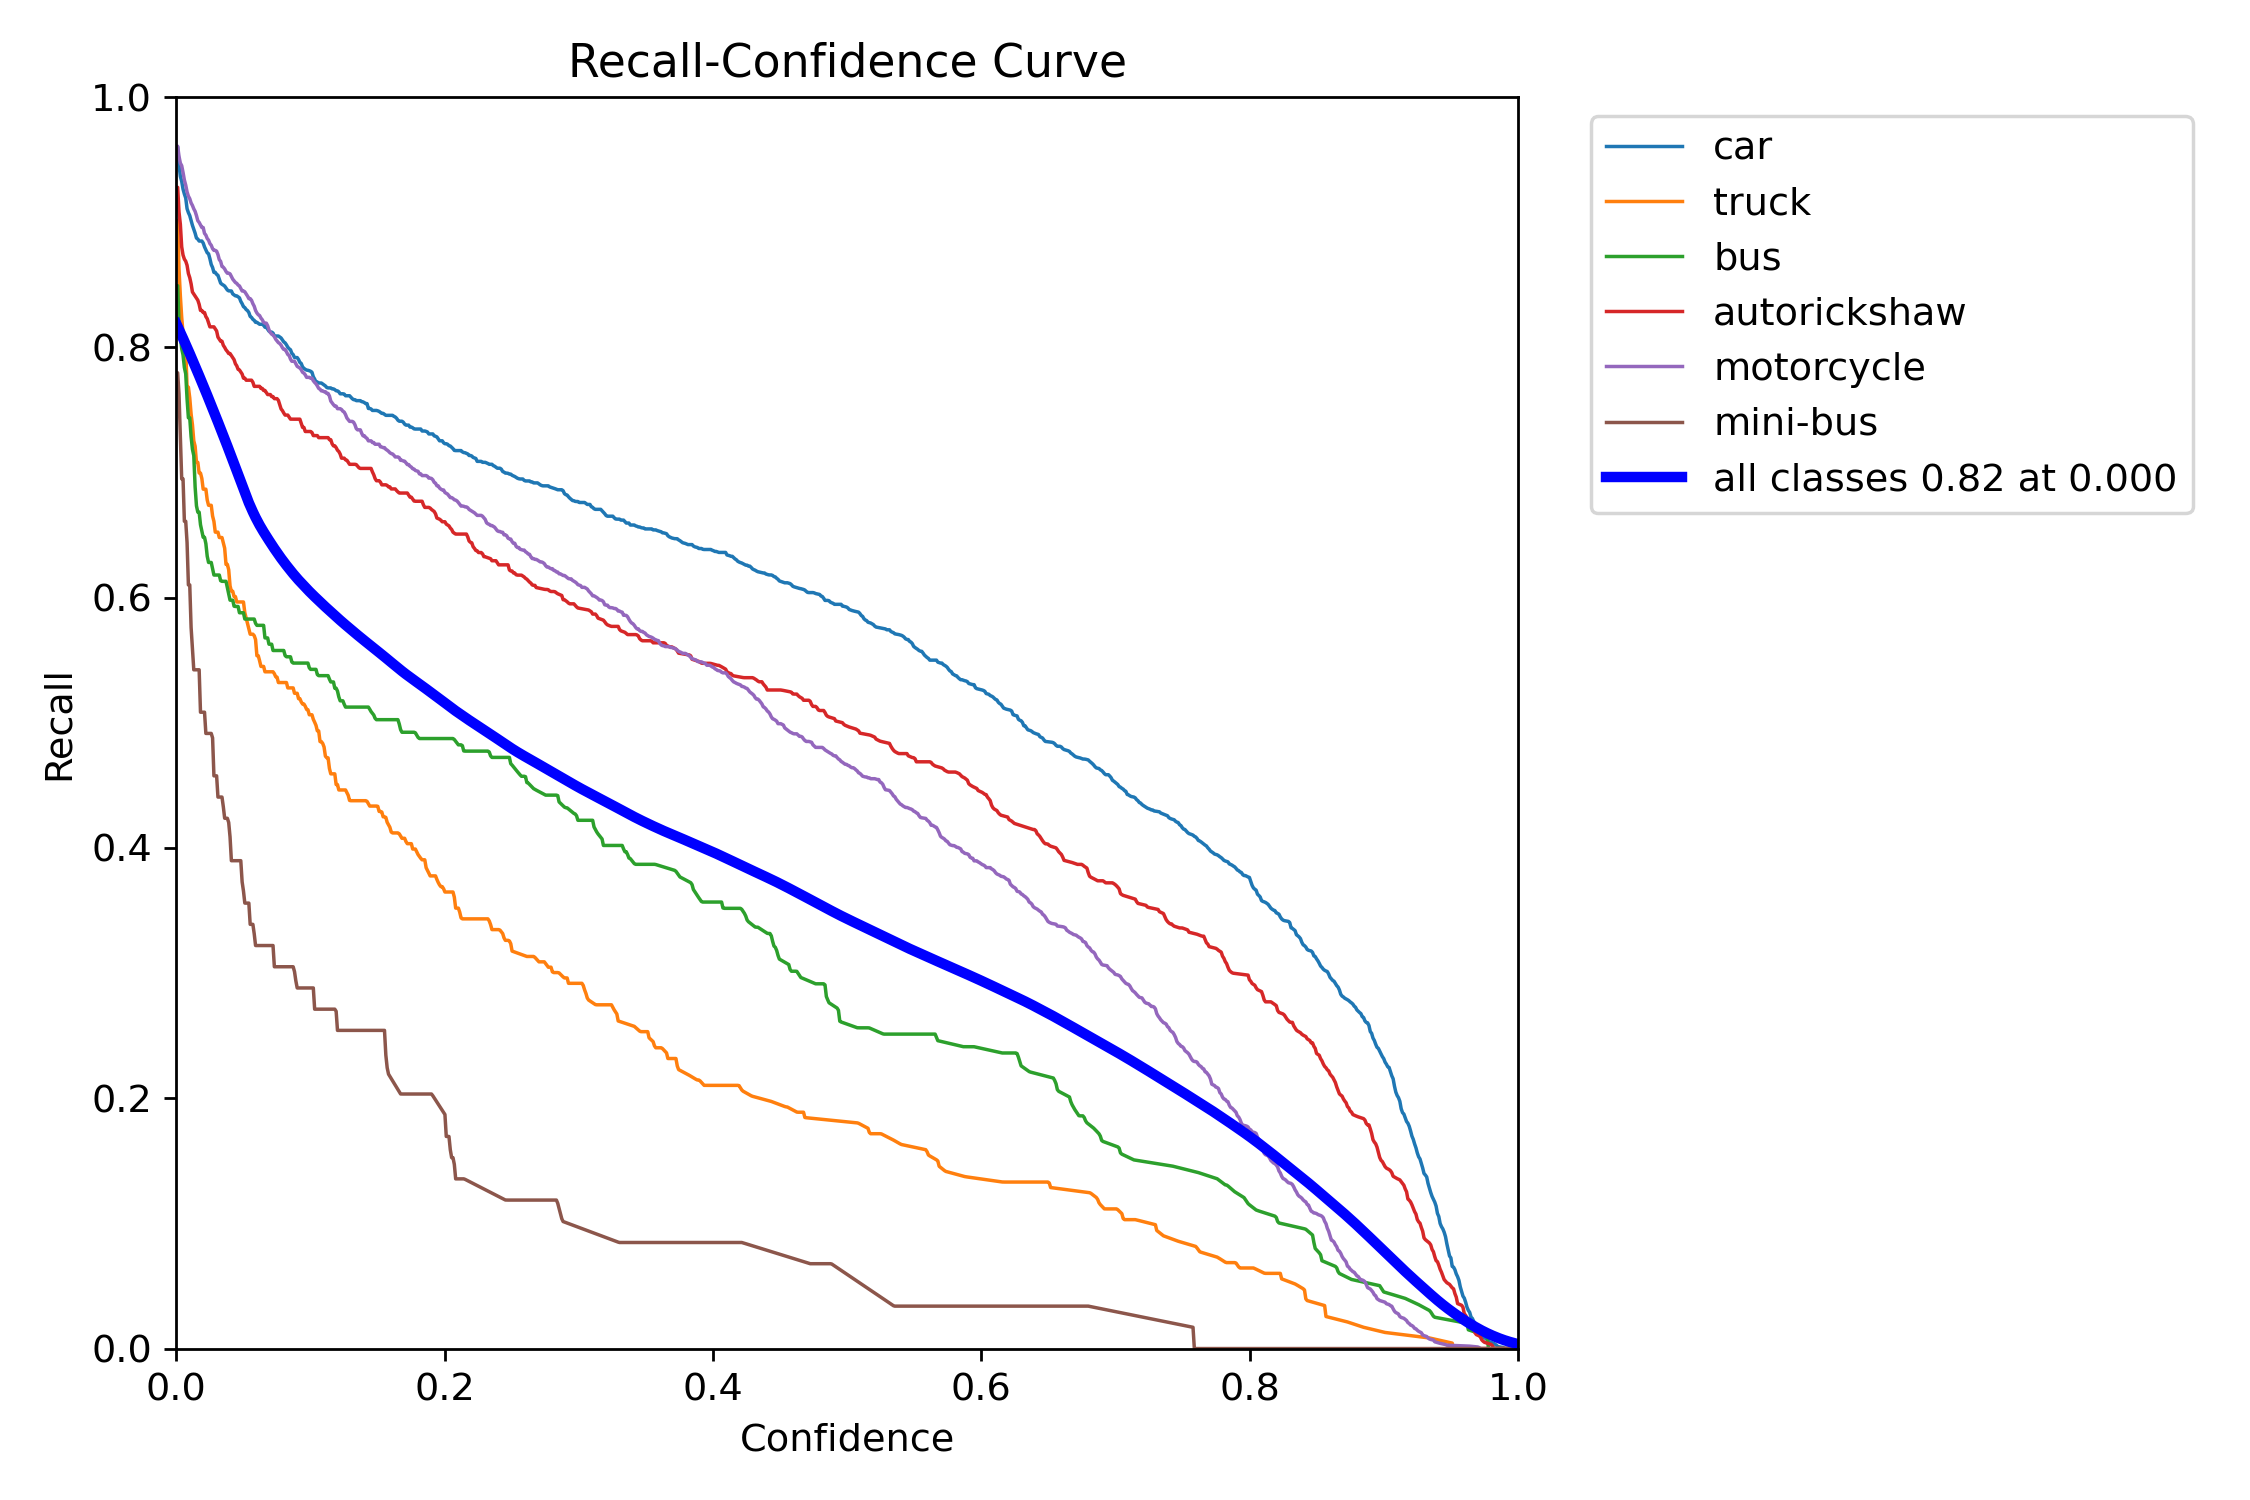 Recall-Confidence Curve
1.0
0.8
0.6
0.4
0.2
0.0
Recall
0.0 0.2 0.4 0.6 0.8 1.0
Confidence
car
truck
bus
autorickshaw
motorcycle
mini-bus
all classes 0.82 at 0.000